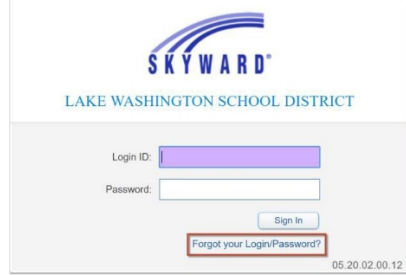 SKYWARD®
LAKE WASHINGTON SCHOOL DISTRICT
Login ID:
Password:
Sign In
Forgot your Login/Password?
05.20.02.00.12